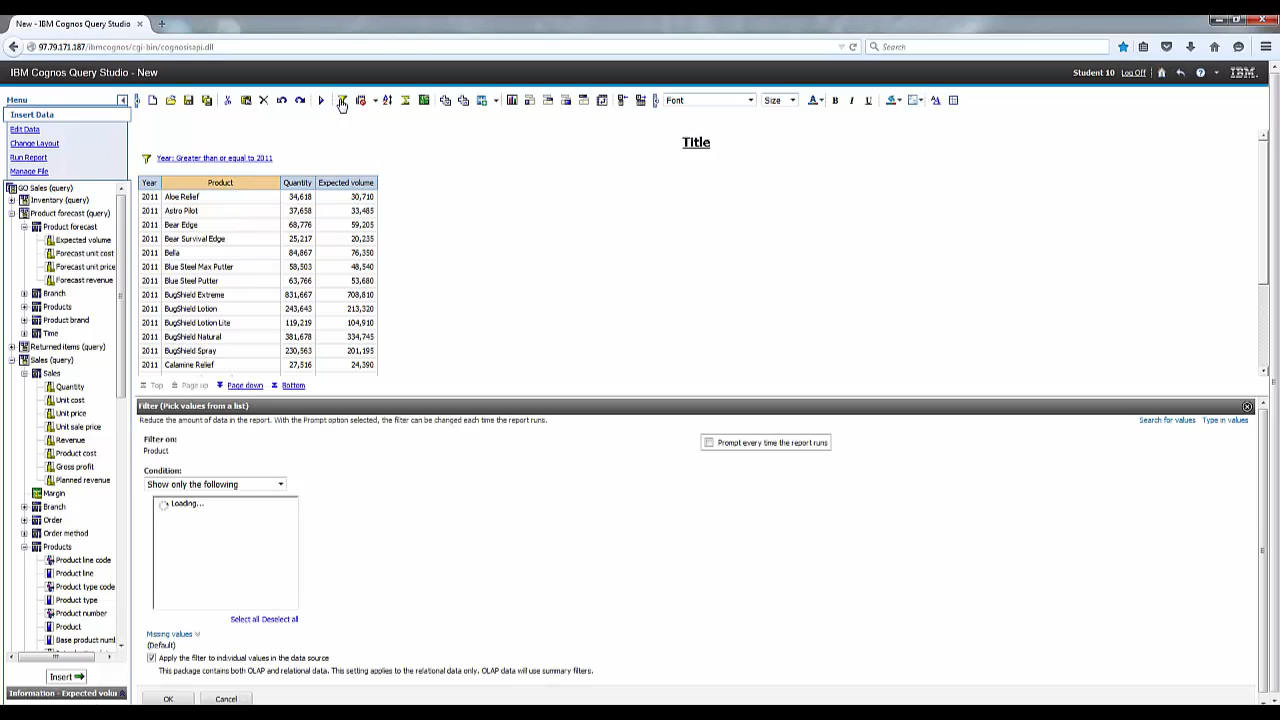 New - IBM Cognos Query Studio
97.79.171.187/ibmcognos/cgi-bin/cognosisapi.dll
Search
IBM Cognos Query Studio - New
Student 10 Log Off
IBM
Menu
Insert Data
Edit Data
Change Layout
Run Report
Manage File
GO Sales (query)
Inventory (query)
Product forecast (query)
Product forecast
Expected volume
Forecast unit cost
Forecast unit price
Forecast revenue
Branch
Products
Product brand
Time
Returned items (query)
Sales (query)
Sales
Quantity
Unit cost
Unit price
Unit sale price
Revenue
Product cost
Gross profit
Planned revenue
Margin
Branch
Order
Order method
Products
Product line code
Product line
Product type code
Product type
Product number
Product
Base product numl
Insert
Information - Expected volu
Font
Size
A
B
I
U
Title
Year: Greater than or equal to 2011
Year Product Quantity Expected volume
2011 Aloe Relief 34,618 30,710
2011 Astro Pilot 37,658 33,485
2011 Bear Edge 68,776 59,205
2011 Bear Survival Edge 25,217 20,235
2011 Bella 84,867 76,350
2011 Blue Steel Max Putter 58,503 48,540
2011 Blue Steel Putter 63,766 53,680
2011 BugShield Extreme 831,667 708,810
2011 BugShield Lotion 243,643 213,320
2011 BugShield Lotion Lite 119,219 104,910
2011 BugShield Natural 381,678 334,745
2011 BugShield Spray 230,563 201,195
2011 Calamine Relief 27,516 24,390
Top Page up Page down Bottom
Filter (Pick values from a list)
Reduce the amount of data in the report. With the Prompt option selected, the filter can be changed each time the report runs.
Search for values Type in values
Filter on:
Product
Prompt every time the report runs
Condition:
Show only the following
Loading...
Select all Deselect all
Missing values
(Default)
Apply the filter to individual values in the data source
This package contains both OLAP and relational data. This setting applies to the relational data only. OLAP data will use summary filters.
OK Cancel